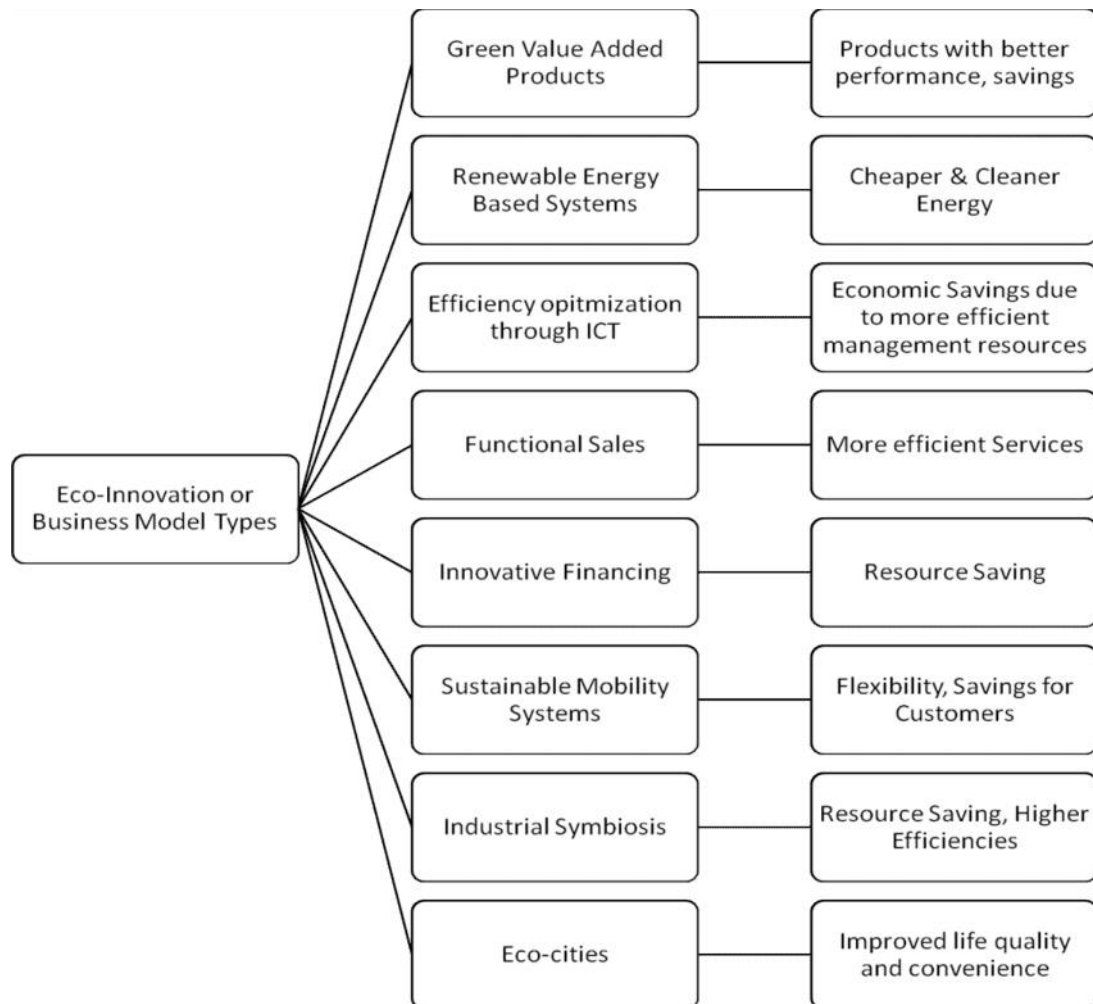 Green Value Added
Products
Products with better
performance, savings
Renewable Energy
Based Systems
Cheaper & Cleaner
Energy
Efficiency opitmization
through ICT
Economic Savings due
to more efficient
management resources
Functional Sales
More efficient Services
Eco-Innovation or
Business Model Types
Innovative Financing
Resource Saving
Sustainable Mobility
Systems
Flexibility, Savings for
Customers
Industrial Symbiosis
Resource Saving, Higher
Efficiencies
Eco-cities
Improved life quality
and convenience